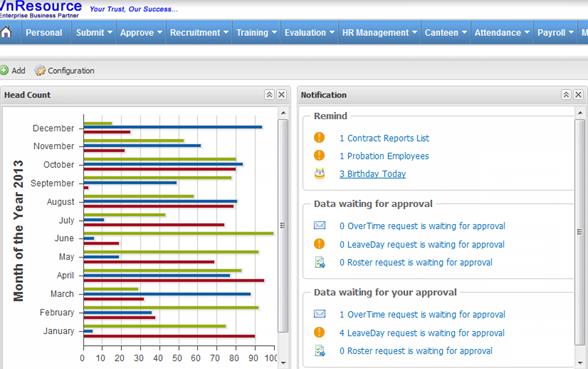 VnResource Your Trust, Our Success...
Enterprise Business Partner
Personal Submit Approve Recruitment Training Evaluation HR Management Canteen Attendance Payroll M
Add Configuration
Head Count
Month of the Year 2013
December
November
October
September
August
July
June
May
April
March
February
January
0 10 20 30 40 50 60 70 80 90 100
Notification
Remind
1 Contract Reports List
1 Probation Employees
3 Birthday Today
Data waiting for approval
0 OverTime request is waiting for approval
0 LeaveDay request is waiting for approval
0 Roster request is waiting for approval
Data waiting for your approval
1 OverTime request is waiting for approval
4 LeaveDay request is waiting for approval
0 Roster request is waiting for approval